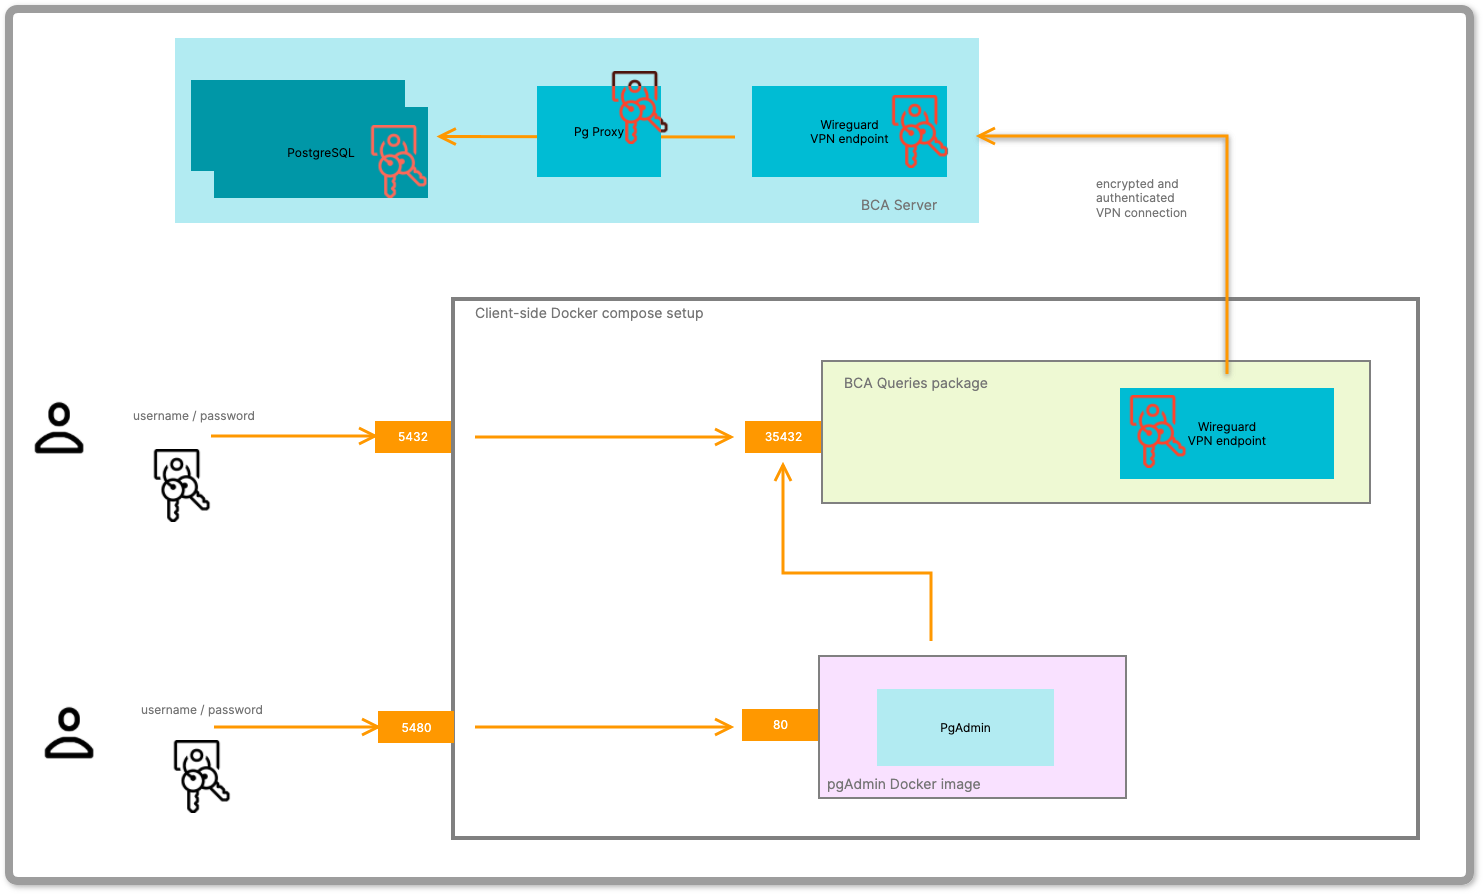 PostgreSQL
Pg Proxy
Wireguard
VPN endpoint
BCA Server
encrypted and
authenticated
VPN connection
Client-side Docker compose setup
BCA Queries package
Wireguard
VPN endpoint
username / password
5432
35432
username / password
5480
80
PgAdmin
pgAdmin Docker image